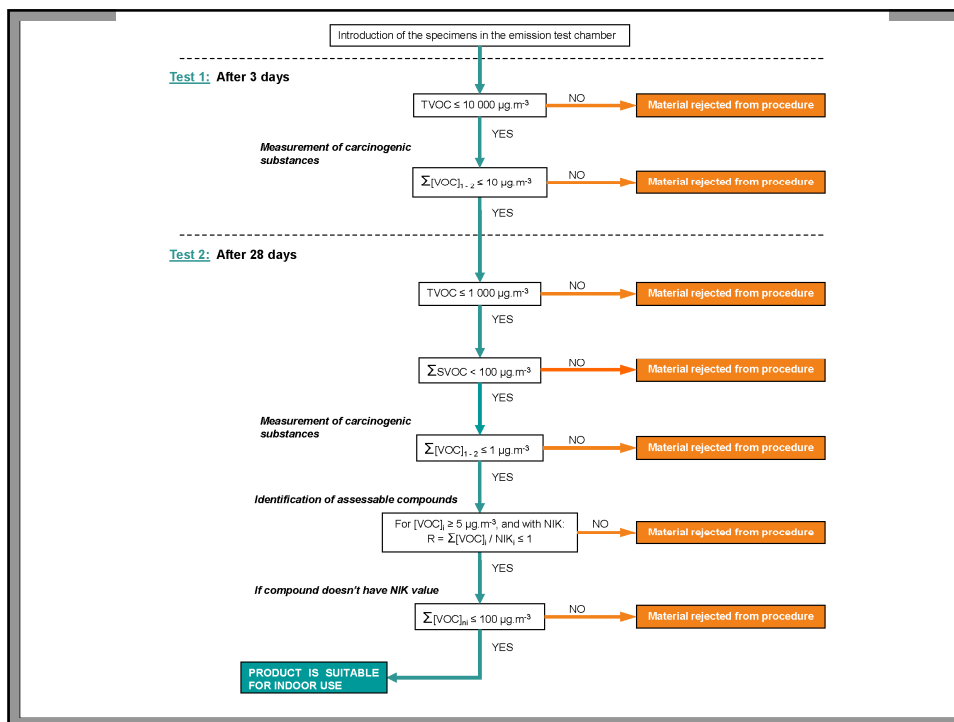 Introduction of the specimens in the emission test chamber
Test 1: After 3 days
TVOC ≤ 10 000 µg.m⁻³
NO
Material rejected from procedure
YES
Measurement of carcinogenic
substances
Σ[VOC]₁₋₂ ≤ 10 µg.m⁻³
NO
Material rejected from procedure
YES
Test 2: After 28 days
TVOC ≤ 1 000 µg.m⁻³
NO
Material rejected from procedure
YES
ΣSVOC < 100 µg.m⁻³
NO
Material rejected from procedure
YES
Measurement of carcinogenic
substances
Σ[VOC]₁₋₂ ≤ 1 µg.m⁻³
NO
Material rejected from procedure
YES
Identification of assessable compounds
For [VOC]ᵢ ≥ 5 µg.m⁻³, and with NIK:
R = Σ[VOC]ᵢ / NIKᵢ ≤ 1
NO
Material rejected from procedure
YES
If compound doesn't have NIK value
Σ[VOC]ₙᵢ ≤ 100 µg.m⁻³
NO
Material rejected from procedure
YES
PRODUCT IS SUITABLE
FOR INDOOR USE